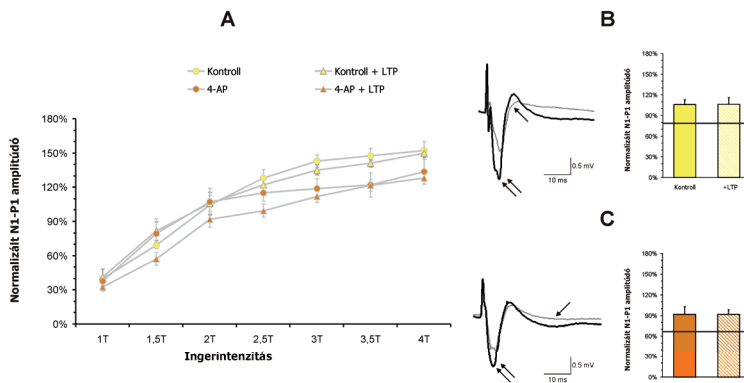 A
Kontroll
Kontroll + LTP
4-AP
4-AP + LTP
Normalizált N1-P1 amplitúdó
180%
150%
120%
90%
60%
30%
0%
1T
1,5T
2T
2,5T
3T
3,5T
4T
Ingerintenzitás
B
0.5 mV
10 ms
Normalizált N1-P1 amplitúdó
180%
150%
120%
90%
60%
30%
0%
Kontroll
+LTP
C
0.5 mV
10 ms
Normalizált N1-P1 amplitúdó
180%
150%
120%
90%
60%
30%
0%